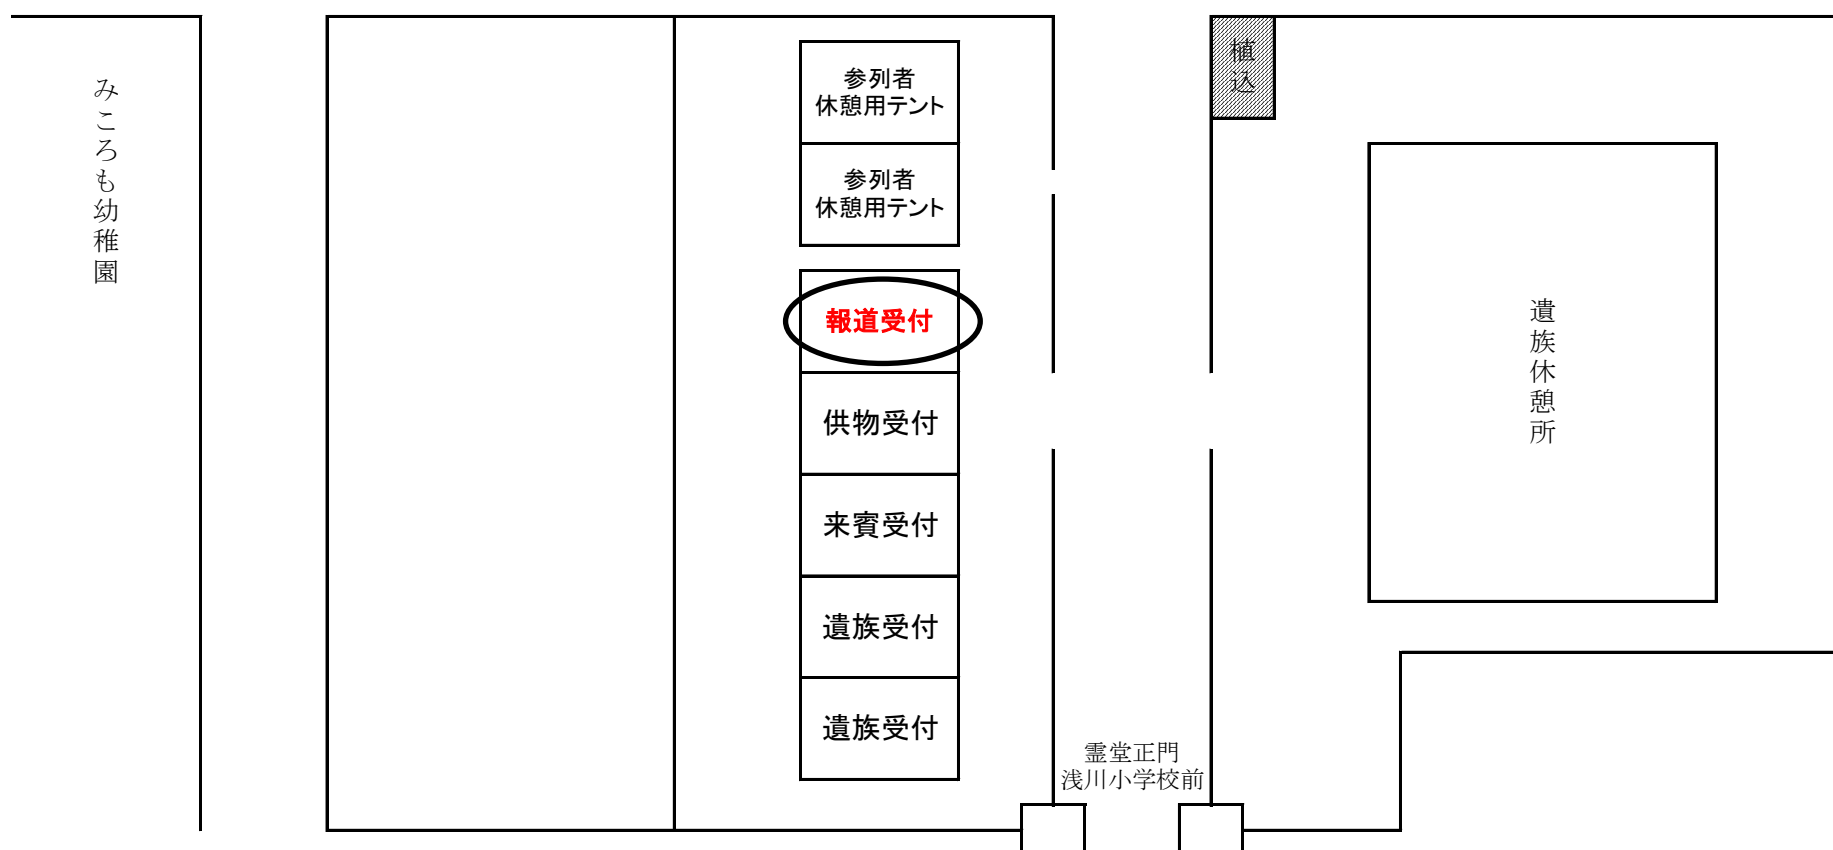 みころも幼稚園
参列者
休憩用テント
参列者
休憩用テント
報道受付
供物受付
来賓受付
遺族受付
遺族受付
霊堂正門
浅川小学校前
植込
遺族休憩所